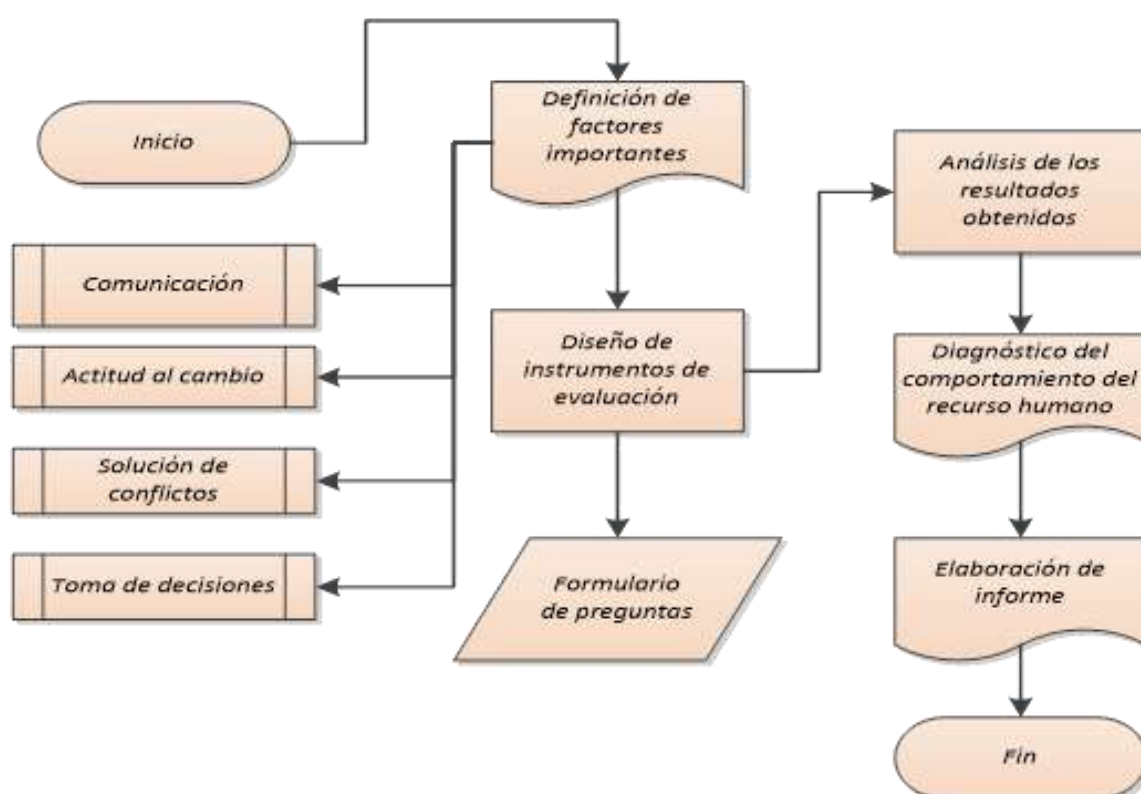 Inicio
Definición de
factores
importantes
Comunicación
Actitud al cambio
Solución de
conflictos
Toma de decisiones
Diseño de
instrumentos de
evaluación
Formulario
de preguntas
Análisis de los
resultados
obtenidos
Diagnóstico del
comportamiento del
recurso humano
Elaboración de
informe
Fin